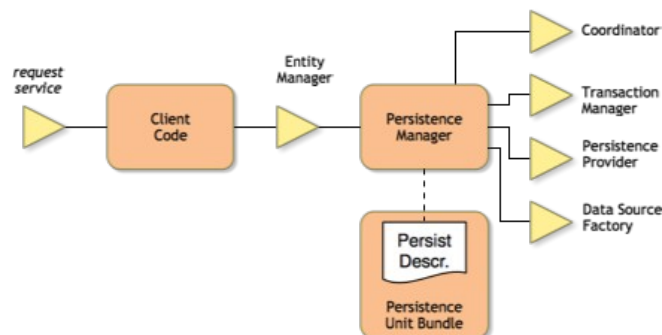 Coordinator
Entity
Manager
request
service
Client
Code
Persistence
Manager
Transaction
Manager
Persistence
Provider
Data Source
Factory
Persist
Descr.
Persistence
Unit Bundle